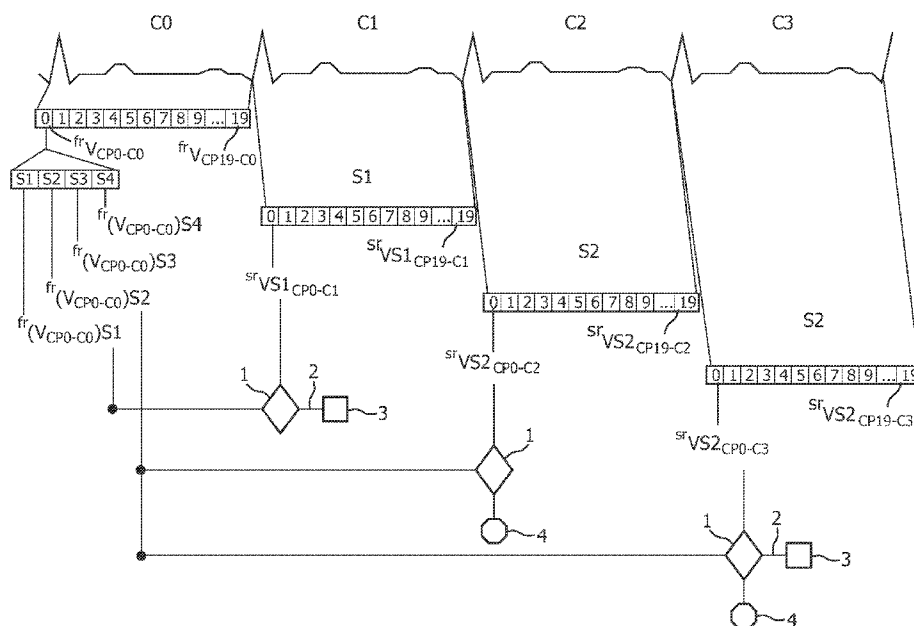 C0 C1 C2 C3
0 1 2 3 4 5 6 7 8 9 ... 19
frVCP0-C0 frVCP19-C0
S1 S2 S3 S4
S1
fr(VCP0-C0)S4
0 1 2 3 4 5 6 7 8 9 ... 19
fr(VCP0-C0)S3
srVS1CP19-C1
S2
srVS1CP0-C1
fr(VCP0-C0)S2
0 1 2 3 4 5 6 7 8 9 ... 19
S2
fr(VCP0-C0)S1
srVS2CP19-C2
srVS2CP0-C2
0 1 2 3 4 5 6 7 8 9 ... 19
1 2 3
srVS2CP19-C3
srVS2CP0-C3
1
4
1 2 3
4